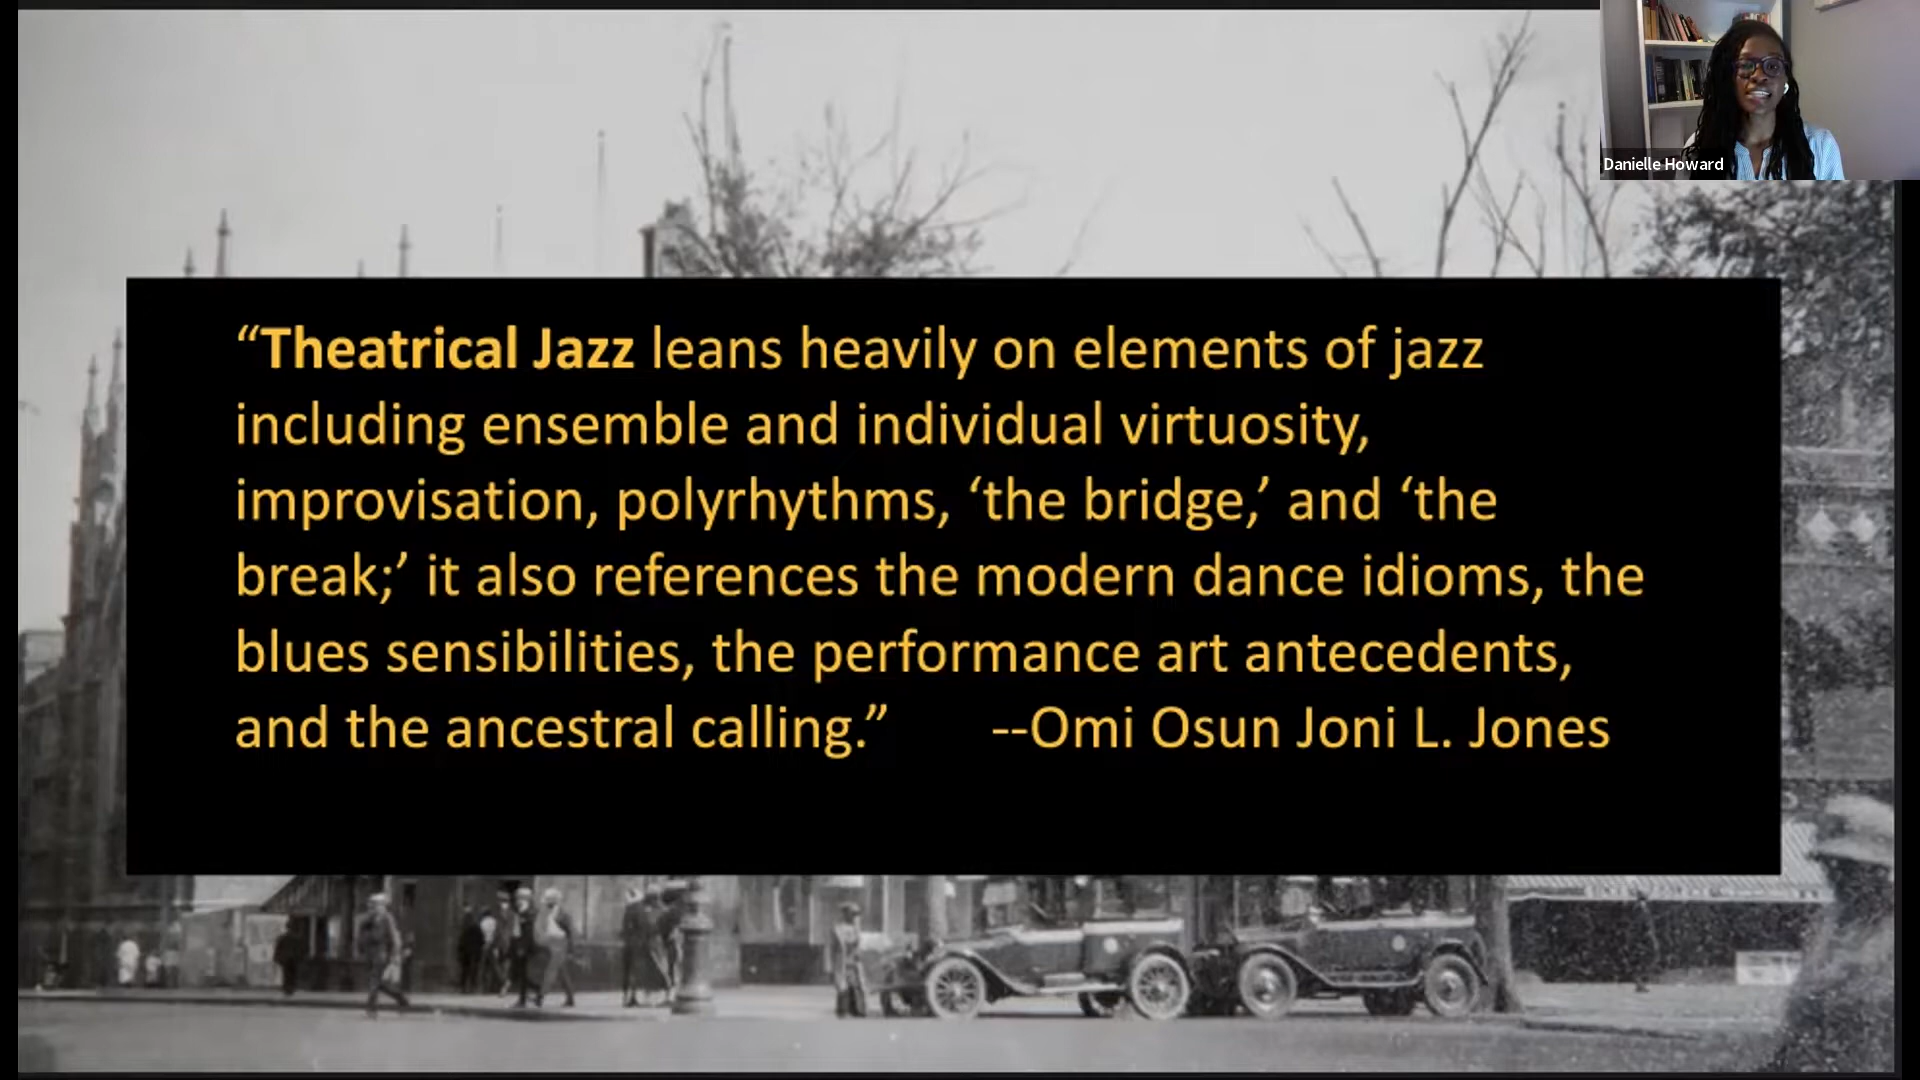 Danielle Howard
“Theatrical Jazz leans heavily on elements of jazz
including ensemble and individual virtuosity,
improvisation, polyrhythms, ‘the bridge,’ and ‘the
break;’ it also references the modern dance idioms, the
blues sensibilities, the performance art antecedents,
and the ancestral calling.” --Omi Osun Joni L. Jones